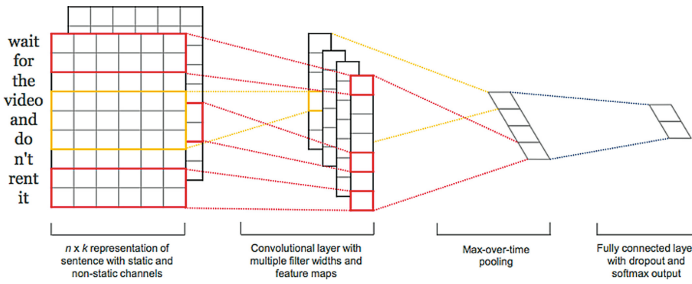 wait
for
the
video
and
do
n't
rent
it
n x k representation of
sentence with static and
non-static channels
Convolutional layer with
multiple filter widths and
feature maps
Max-over-time
pooling
Fully connected layer
with dropout and
softmax output